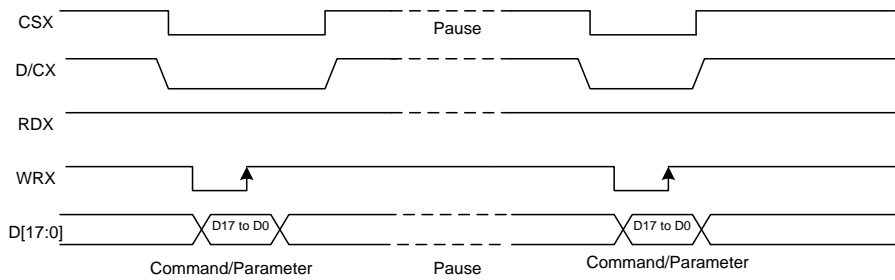 CSX
Pause
D/CX
RDX
WRX
D[17:0]
D17 to D0
D17 to D0
Command/Parameter
Pause
Command/Parameter